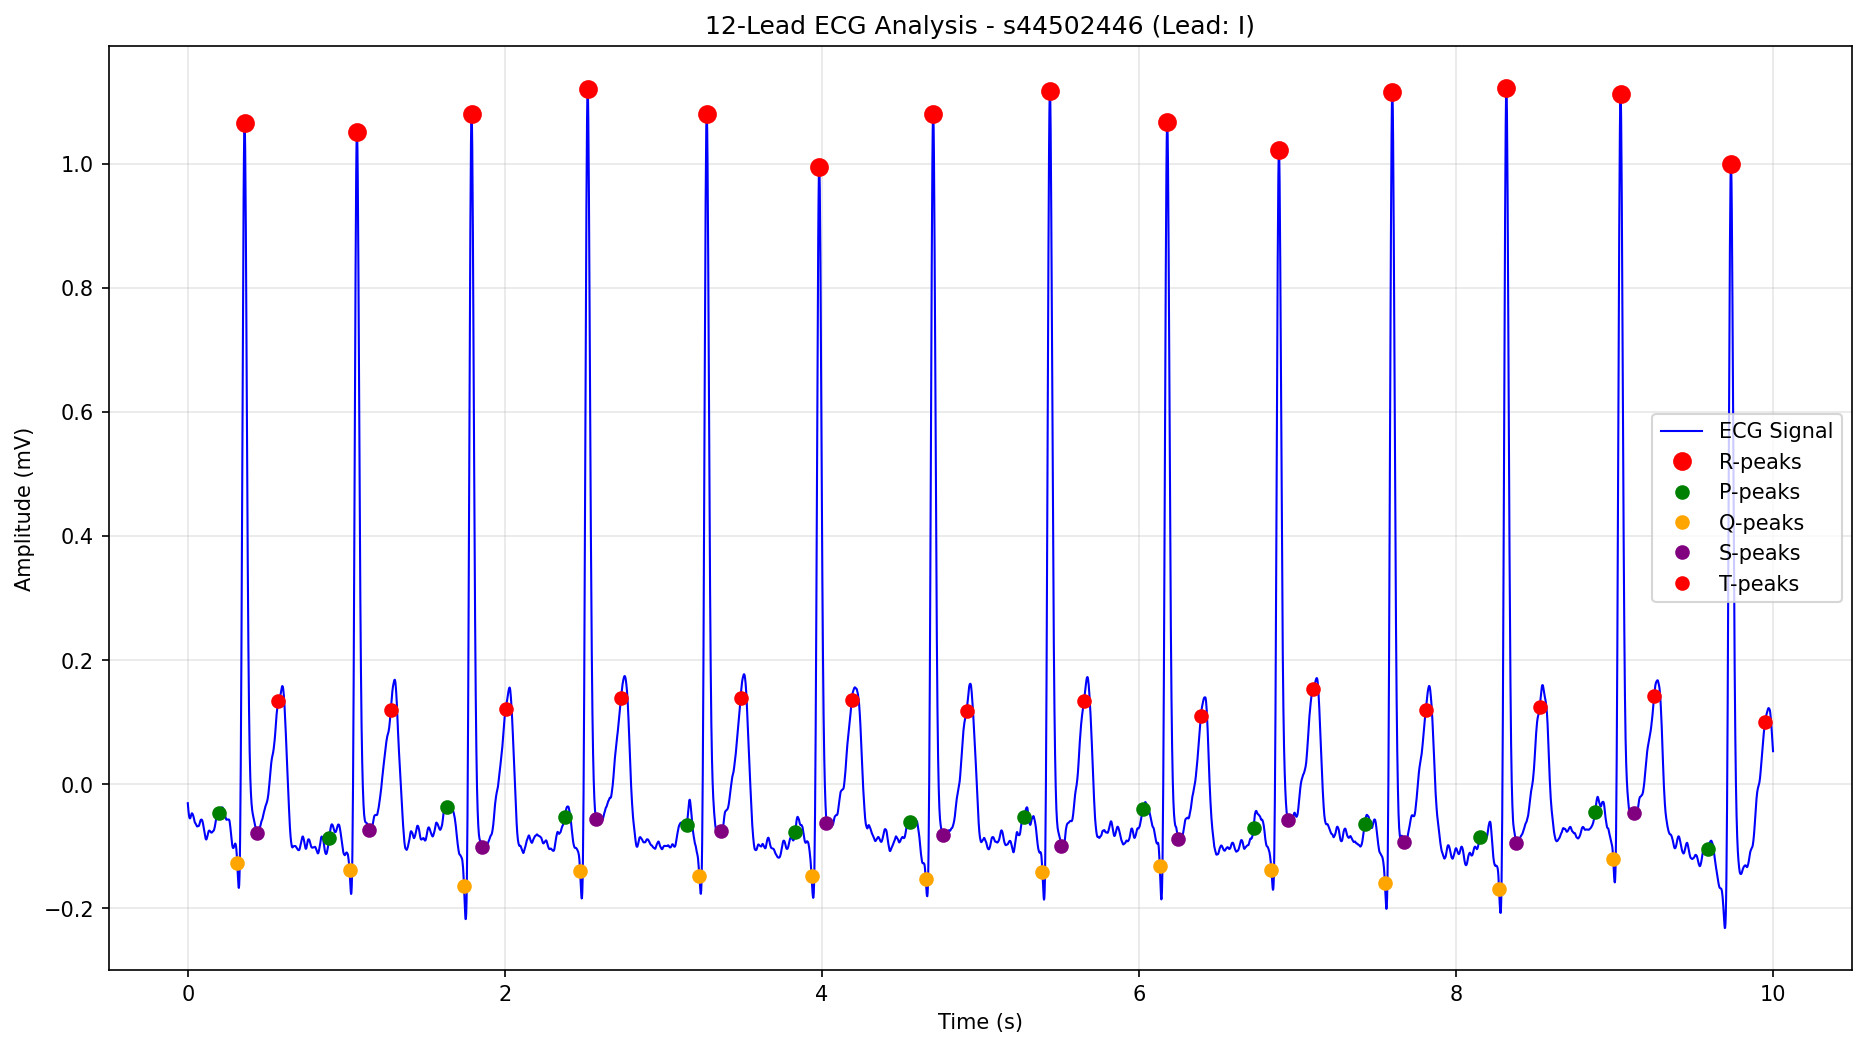 12-Lead ECG Analysis - s44502446 (Lead: I)
Amplitude (mV)
1.0
0.8
0.6
0.4
0.2
0.0
−0.2
ECG Signal
R-peaks
P-peaks
Q-peaks
S-peaks
T-peaks
0 2 4 6 8 10
Time (s)